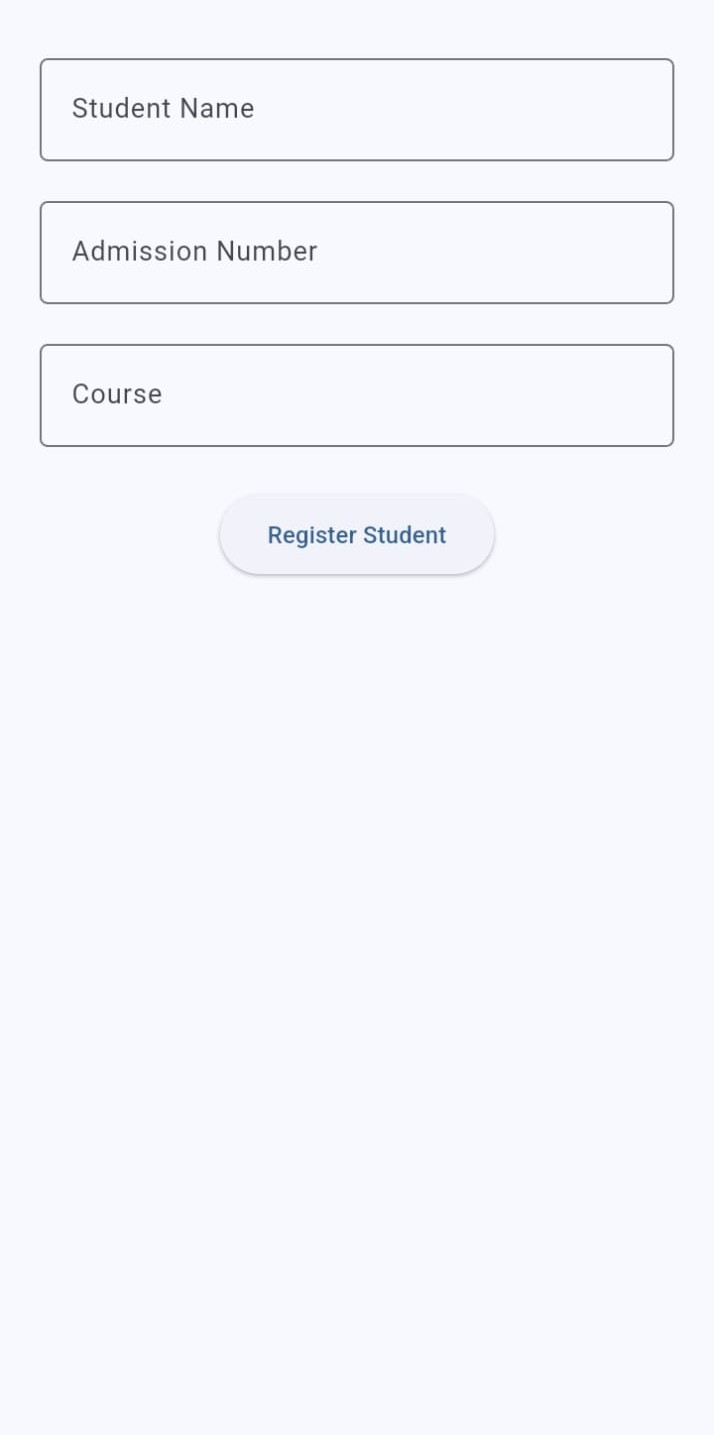 Student Name
Admission Number
Course
Register Student